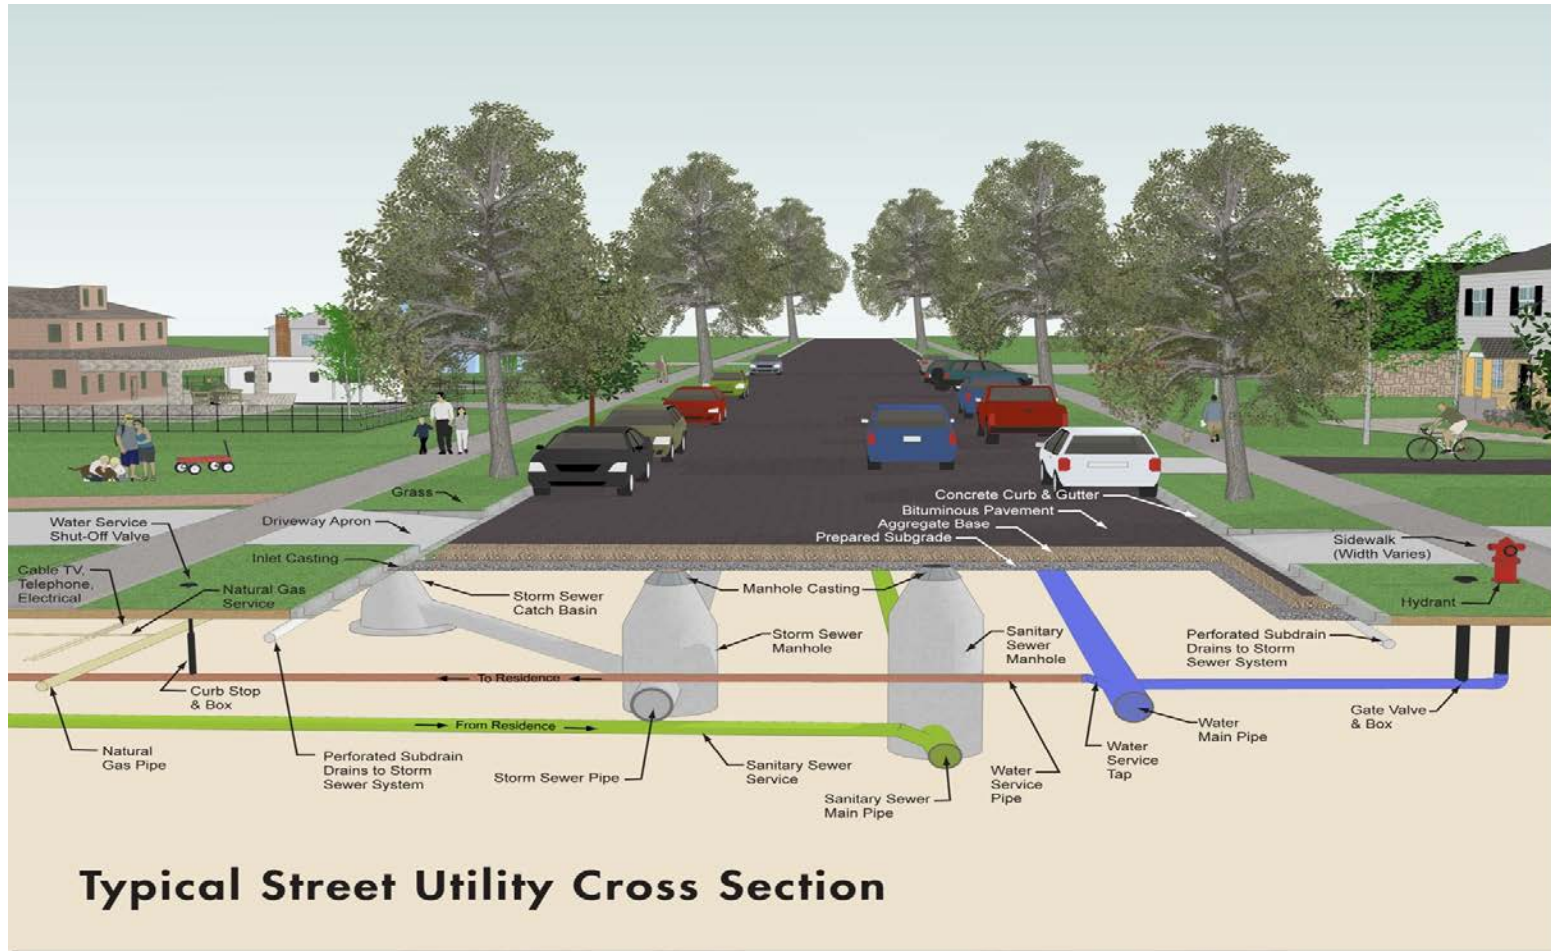 Grass
Concrete Curb & Gutter
Bituminous Pavement
Aggregate Base
Prepared Subgrade
Water Service
Shut-Off Valve
Driveway Apron
Sidewalk
(Width Varies)
Inlet Casting
Cable TV,
Telephone,
Electrical
Natural Gas
Service
Storm Sewer
Catch Basin
Manhole Casting
Hydrant
Storm Sewer
Manhole
Sanitary
Sewer
Manhole
Perforated Subdrain
Drains to Storm
Sewer System
To Residence
Curb Stop
& Box
Gate Valve
& Box
From Residence
Water
Main Pipe
Natural
Gas Pipe
Perforated Subdrain
Drains to Storm
Sewer System
Storm Sewer Pipe
Sanitary Sewer
Service
Water
Service
Tap
Water
Service
Pipe
Sanitary Sewer
Main Pipe
Typical Street Utility Cross Section